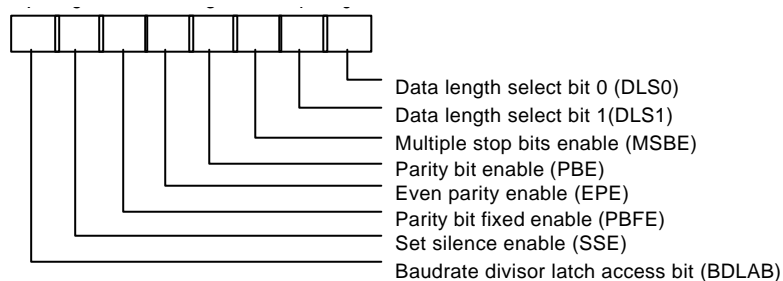 Data length select bit 0 (DLS0)
Data length select bit 1(DLS1)
Multiple stop bits enable (MSBE)
Parity bit enable (PBE)
Even parity enable (EPE)
Parity bit fixed enable (PBFE)
Set silence enable (SSE)
Baudrate divisor latch access bit (BDLAB)